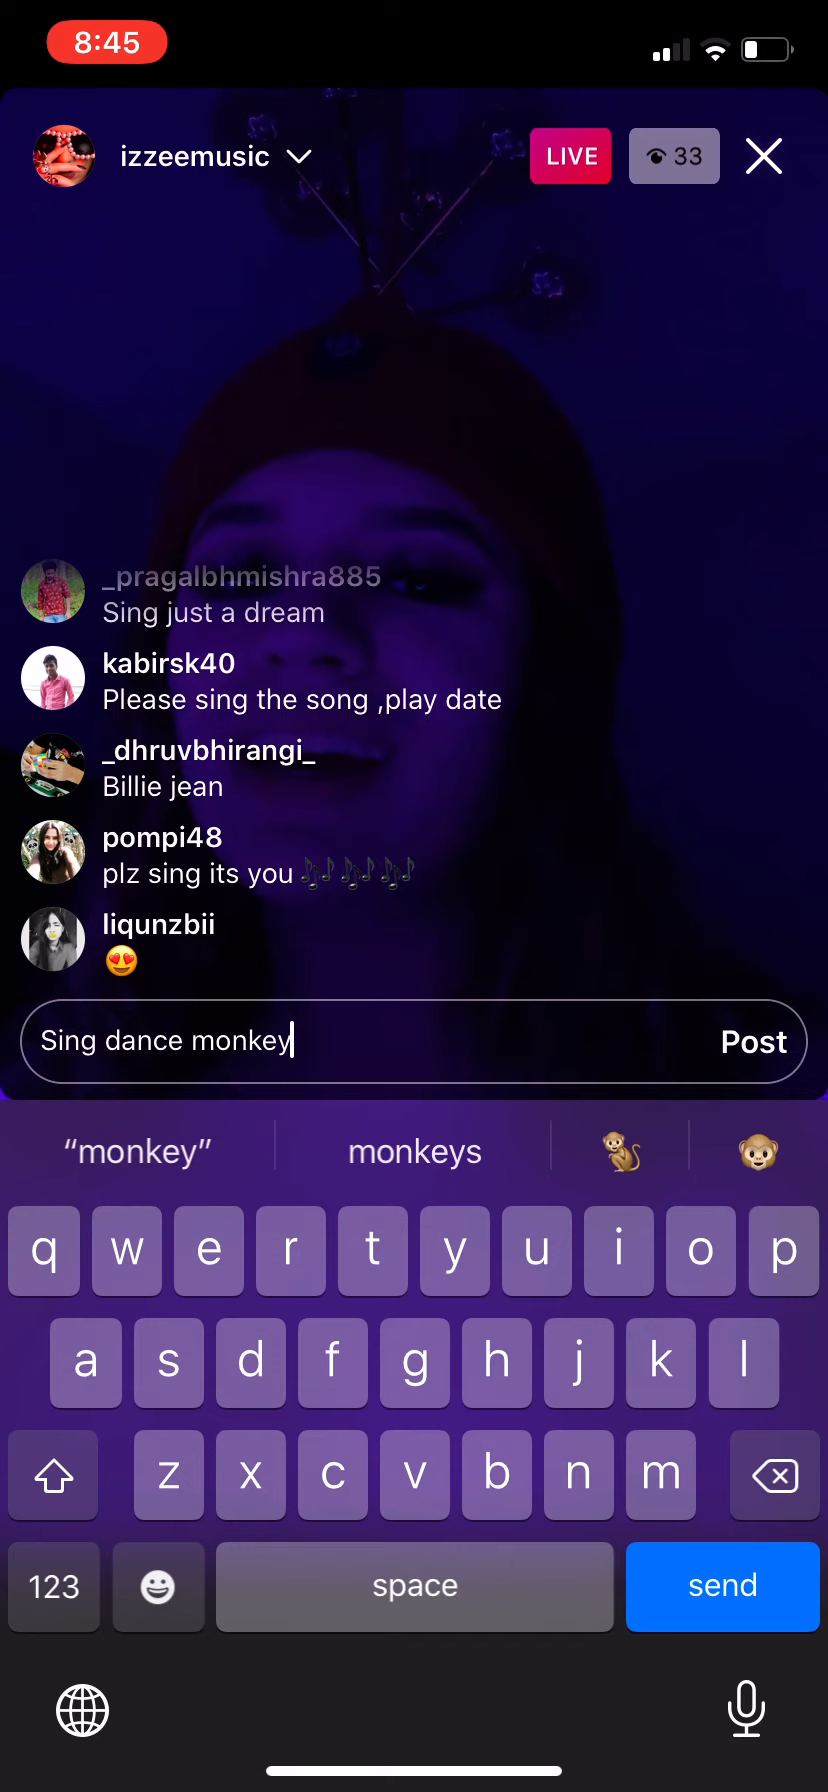 8:45
izzeemusic
LIVE
33
_pragalbhmishra885
Sing just a dream
kabirsk40
Please sing the song ,play date
_dhruvbhirangi_
Billie jean
pompi48
plz sing its you🎶🎶🎶
liqunzbii
😍
Sing dance monkey
Post
“monkey” monkeys 🐒 🐵
q w e r t y u i o p
a s d f g h j k l
z x c v b n m
123 space send